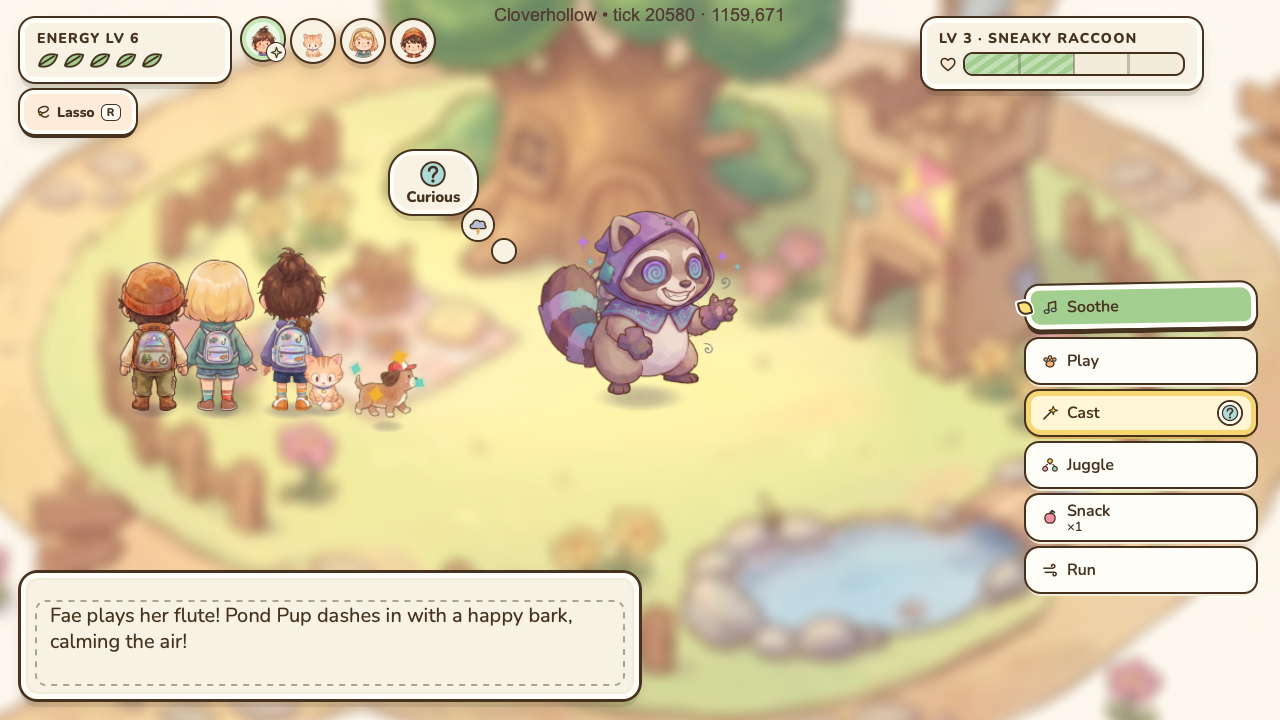 Cloverhollow • tick 20580 · 1159,671
ENERGY LV 6
Lasso R
LV 3 · SNEAKY RACCOON
?
Curious
Soothe
Play
Cast ?
Juggle
Snack
×1
Run
Fae plays her flute! Pond Pup dashes in with a happy bark,
calming the air!